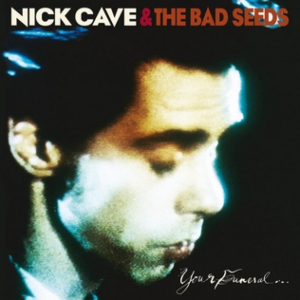 NICK CAVE & THE BAD SEEDS
Your Funeral...